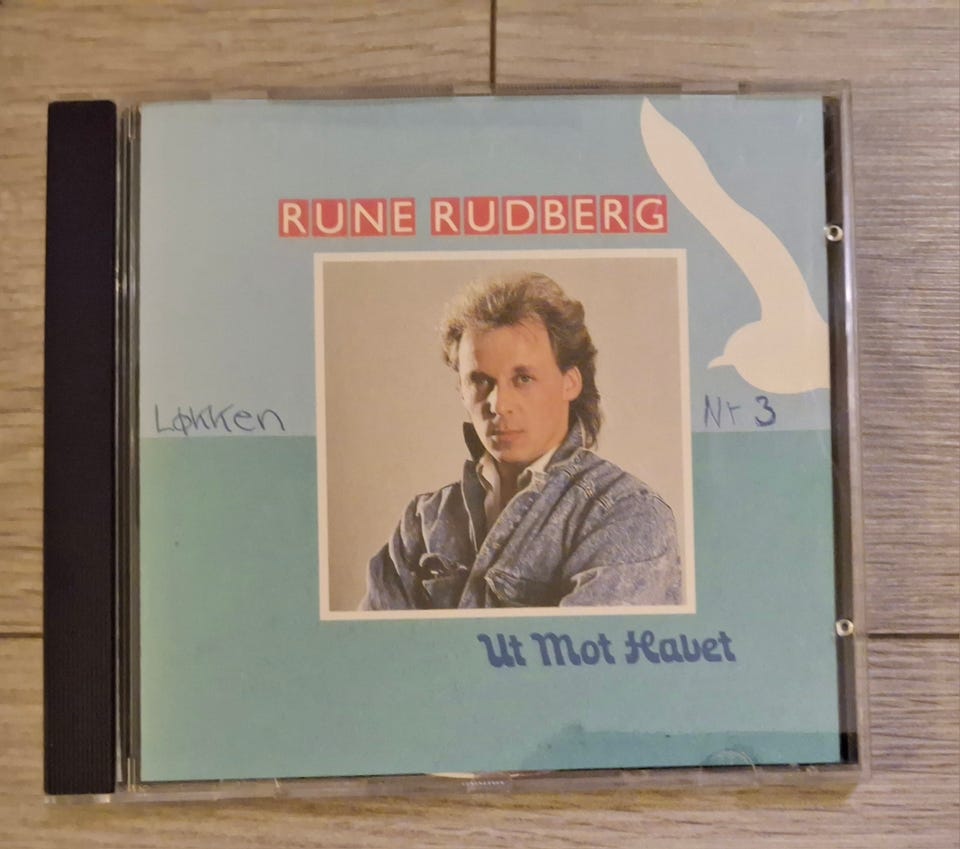 RUNE RUDBERG
Løkken
Nr 3
Ut Mot Havet